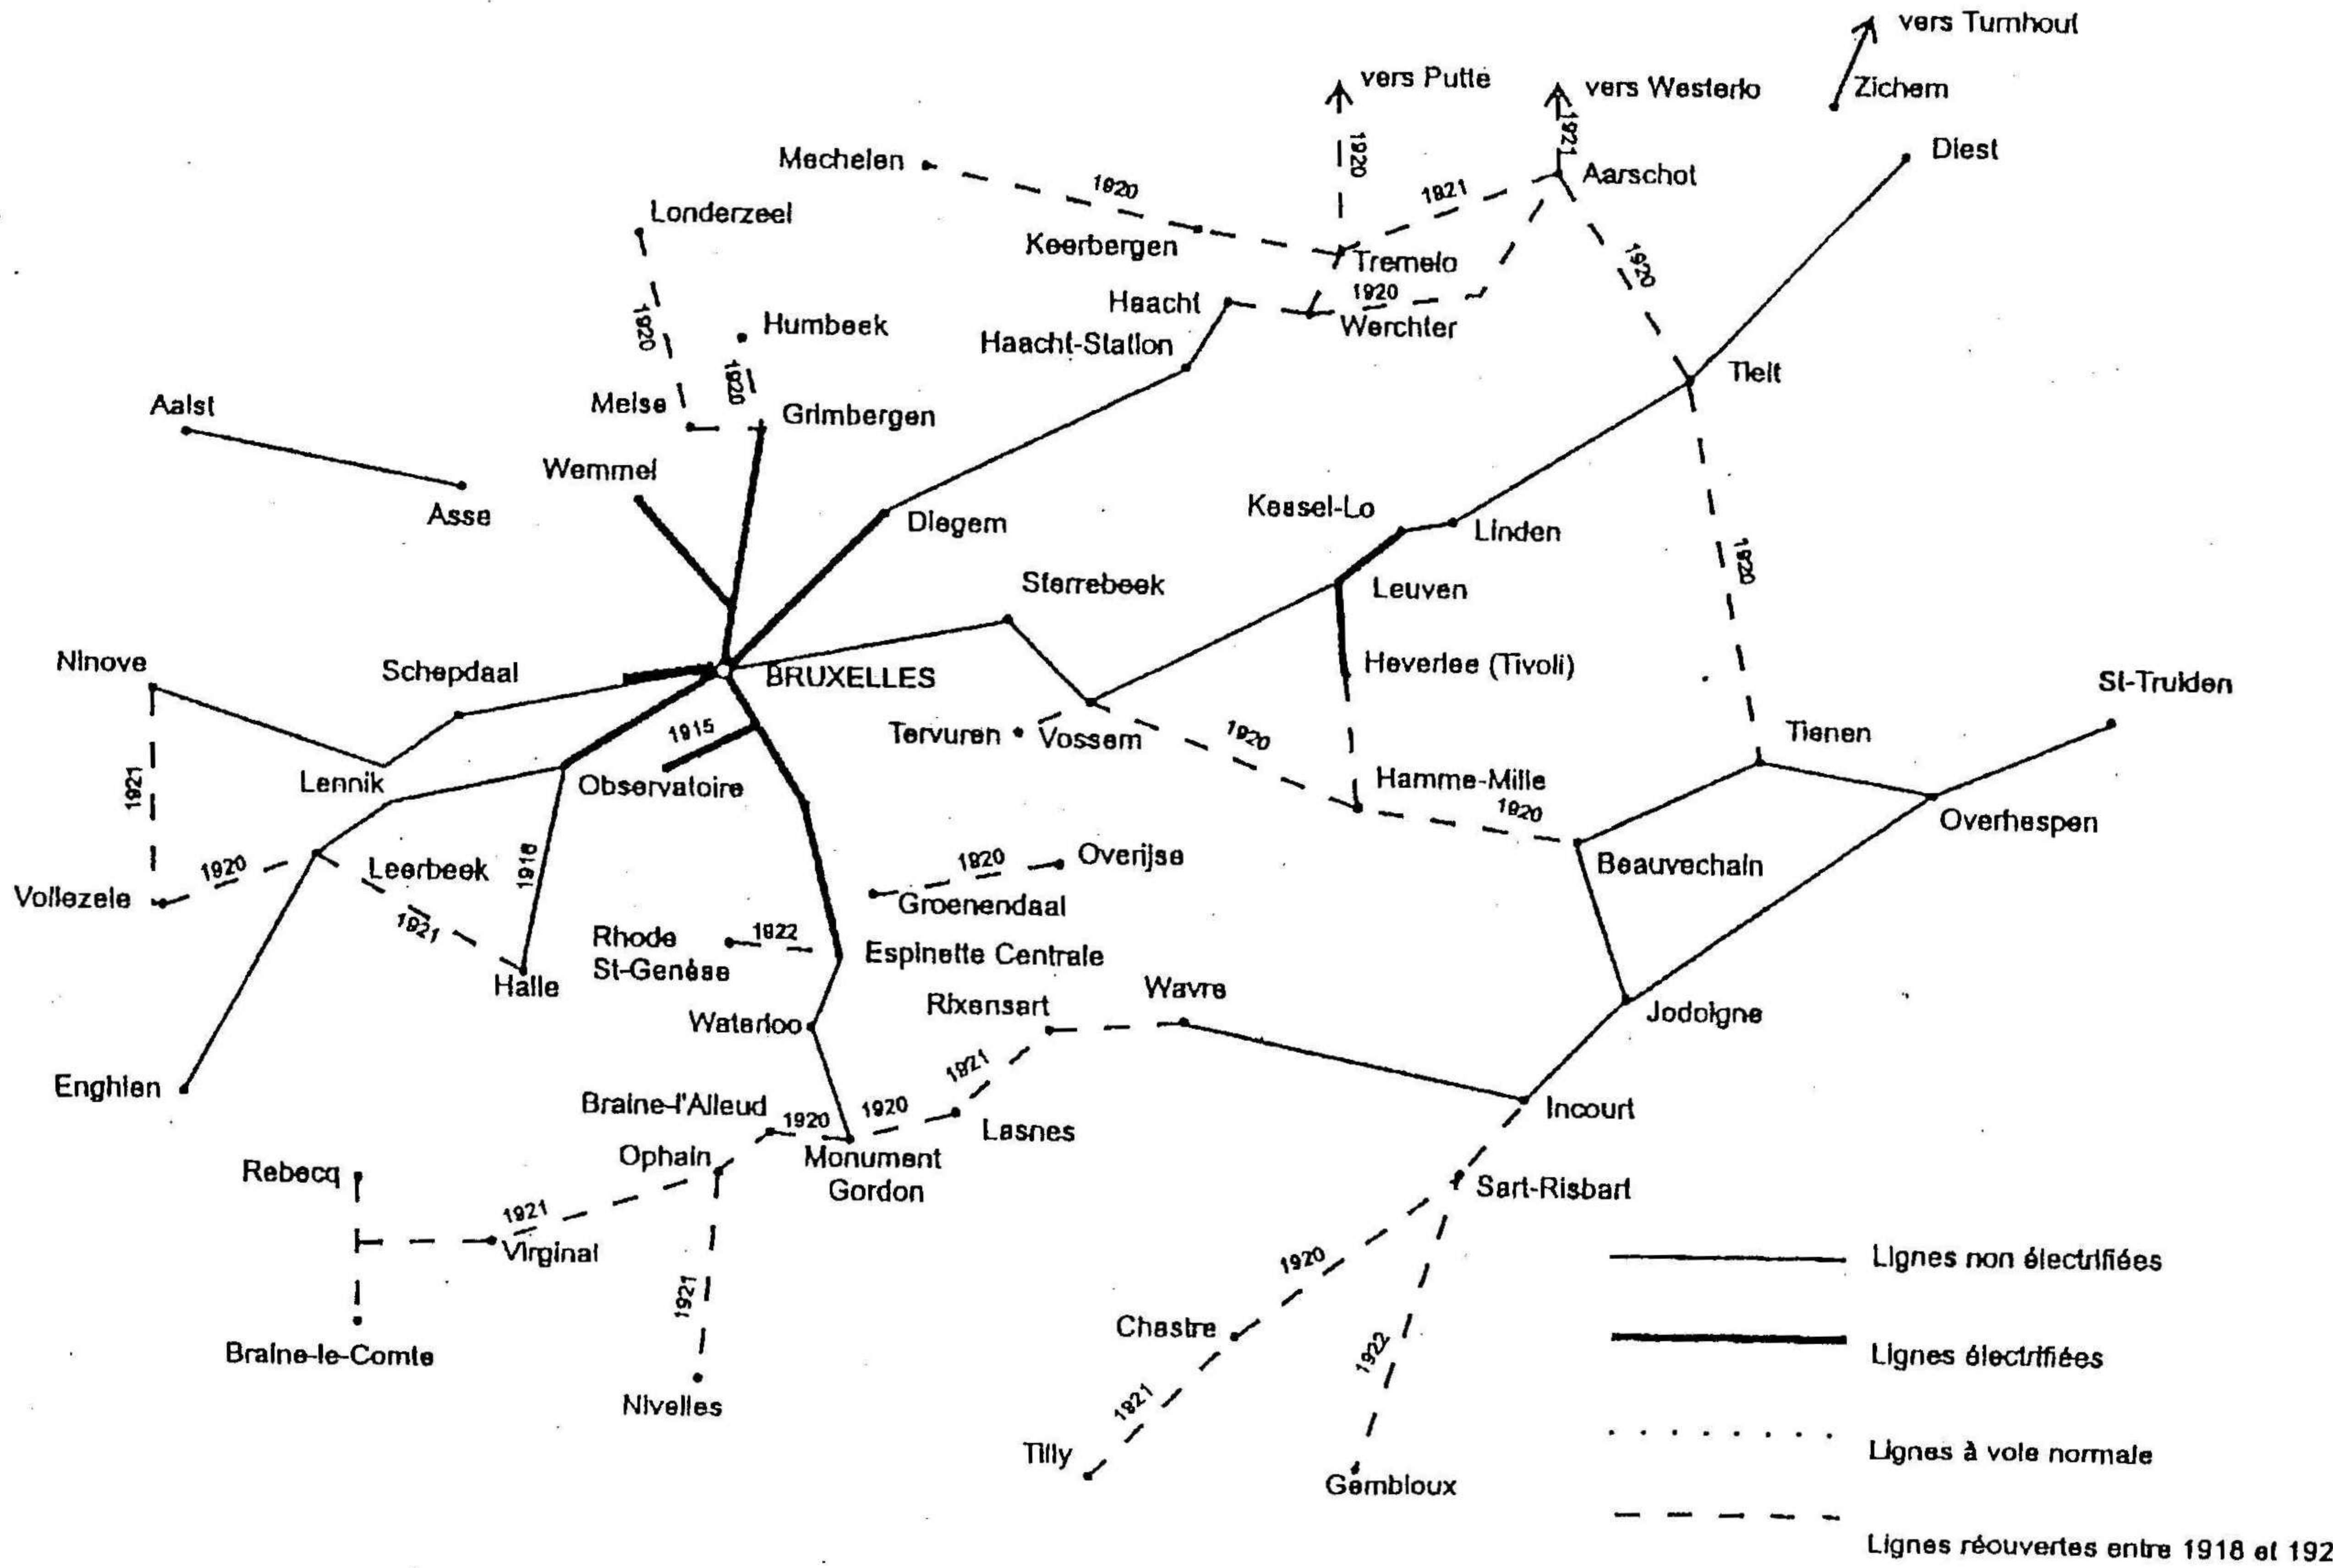 vers Turnhout
vers Putte
vers Westerlo
Zichem
1920
1921
Diest
Mechelen
1920
1921
Aarschot
Londerzeel
Keerbergen
Tremelo
1920
Haacht
1920
Humbeek
Werchter
1920
Haacht-Station
Tielt
1920
Aalst
Melse
Grimbergen
Wemmel
Asse
Diegem
Kessel-Lo
Linden
1920
Sterrebeek
Leuven
Ninove
Schepdaal
BRUXELLES
Heverlee (Tivoli)
St-Truiden
1915
Tervuren
Vossem
1920
Tienen
1921
Lennik
Observatoire
Hamme-Mille
1920
Overhespen
1920
Leerbeek
1918
1920
Overijse
Beauvechain
Vollezele
Groenendaal
1921
Rhode
St-Genèse
1922
Espinette Centrale
Halle
Wavre
Rixensart
Waterloo
Jodoigne
1921
Enghien
Braine-l'Alleud
1920
1920
Incourt
Lasnes
Ophain
Monument
Gordon
Rebecq
Sart-Risbart
1921
Virginal
1920
Lignes non électrifiées
1921
Chastre
1922
Braine-le-Comte
Lignes électrifiées
Nivelles
1921
Tilly
Lignes à voie normale
Gembloux
Lignes réouvertes entre 1918 et 192